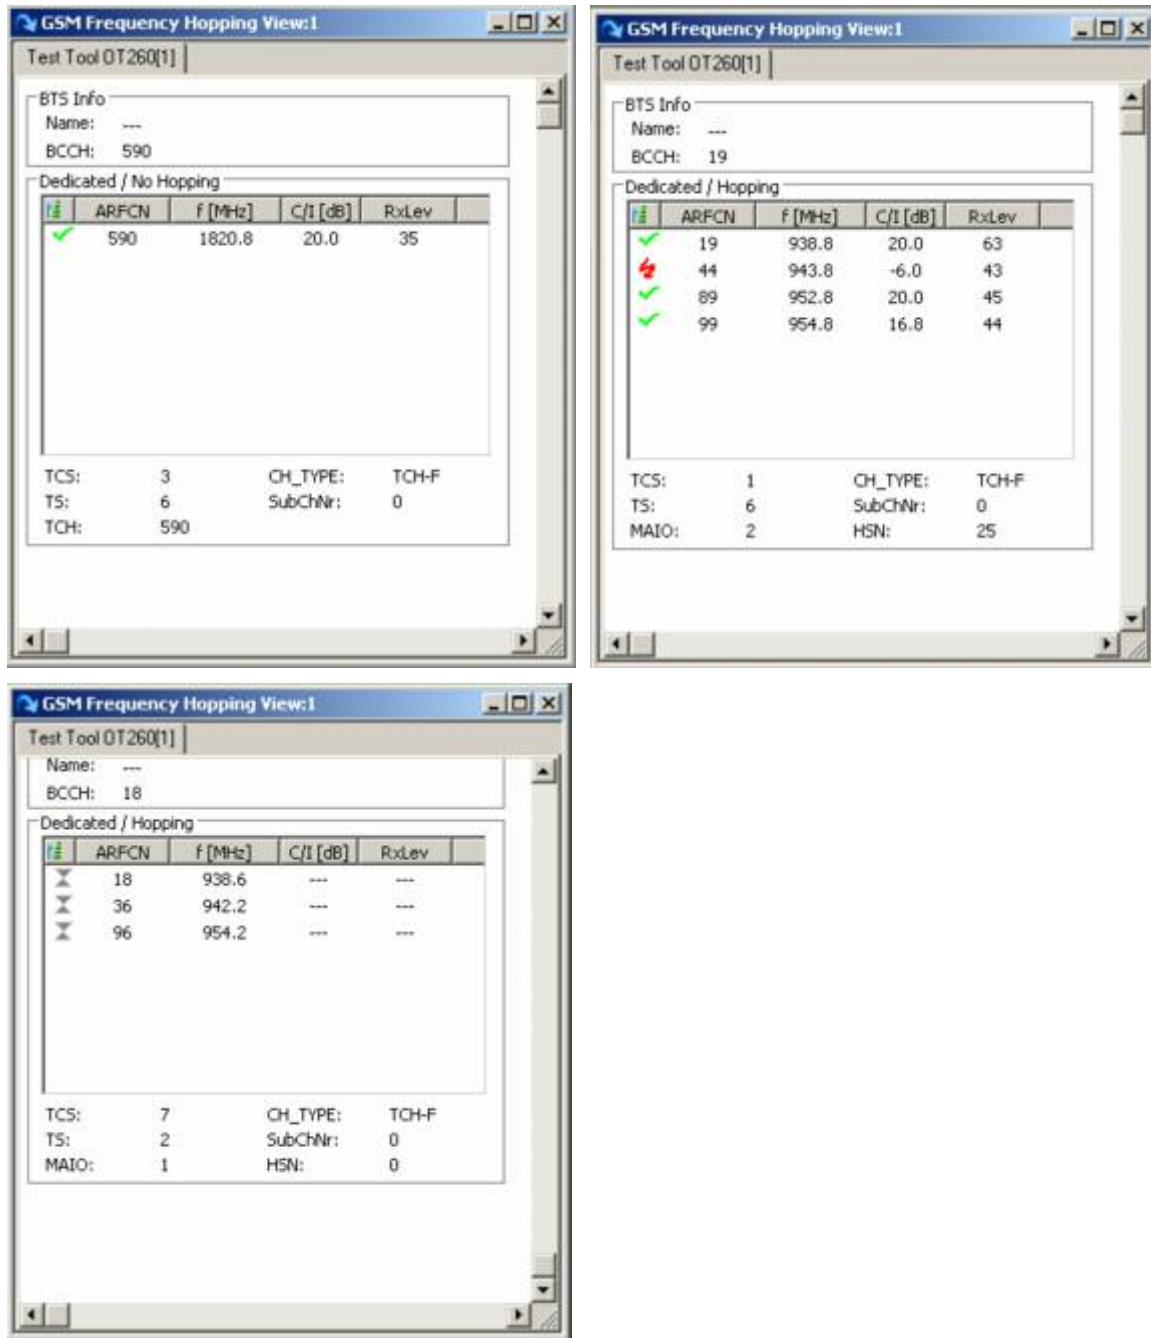 GSM Frequency Hopping View:1
Test Tool OT260[1]
BTS Info
Name: ---
BCCH: 590
Dedicated / No Hopping
ARFCN f [MHz] C/I [dB] RxLev
590 1820.8 20.0 35
TCS: 3 CH_TYPE: TCH-F
TS: 6 SubChNr: 0
TCH: 590
GSM Frequency Hopping View:1
Test Tool OT260[1]
BTS Info
Name: ---
BCCH: 19
Dedicated / Hopping
ARFCN f [MHz] C/I [dB] RxLev
19 938.8 20.0 63
44 943.8 -6.0 43
89 952.8 20.0 45
99 954.8 16.8 44
TCS: 1 CH_TYPE: TCH-F
TS: 6 SubChNr: 0
MAIO: 2 HSN: 25
GSM Frequency Hopping View:1
Test Tool OT260[1]
Name: ---
BCCH: 18
Dedicated / Hopping
ARFCN f [MHz] C/I [dB] RxLev
18 938.6 --- ---
36 942.2 --- ---
96 954.2 --- ---
TCS: 7 CH_TYPE: TCH-F
TS: 2 SubChNr: 0
MAIO: 1 HSN: 0